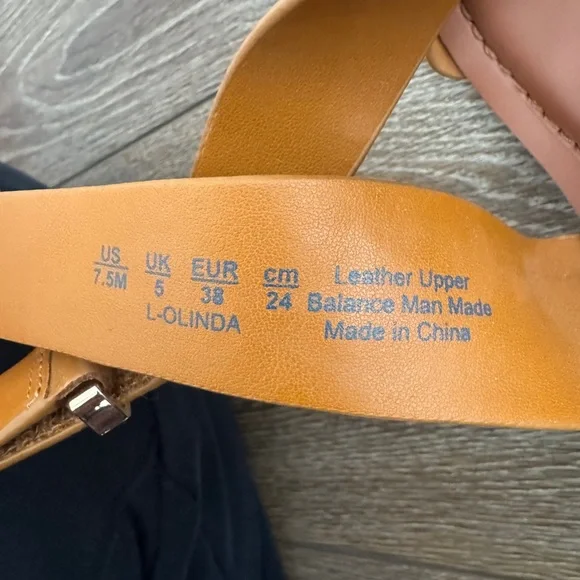 US UK EUR cm Leather Upper
7.5M 5 38 24 Balance Man Made
L-OLINDA Made in China